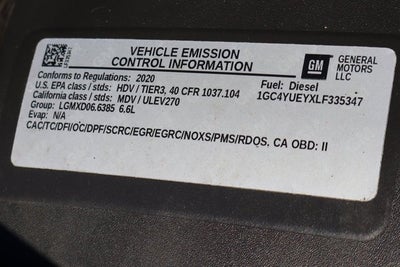 VEHICLE EMISSION
CONTROL INFORMATION
GM
GENERAL
MOTORS
LLC
Conforms to Regulations: 2020
U.S. EPA class / stds: HDV / TIER3, 40 CFR 1037.104
Fuel: Diesel
California class / stds: MDV / ULEV270
1GC4YUEYXLF335347
Group: LGMXD06.6385 6.6L
Evap: N/A
CAC/TC/DFI/OC/DPF/SCRC/EGR/EGRC/NOXS/PMS/RDQS, CA OBD: II